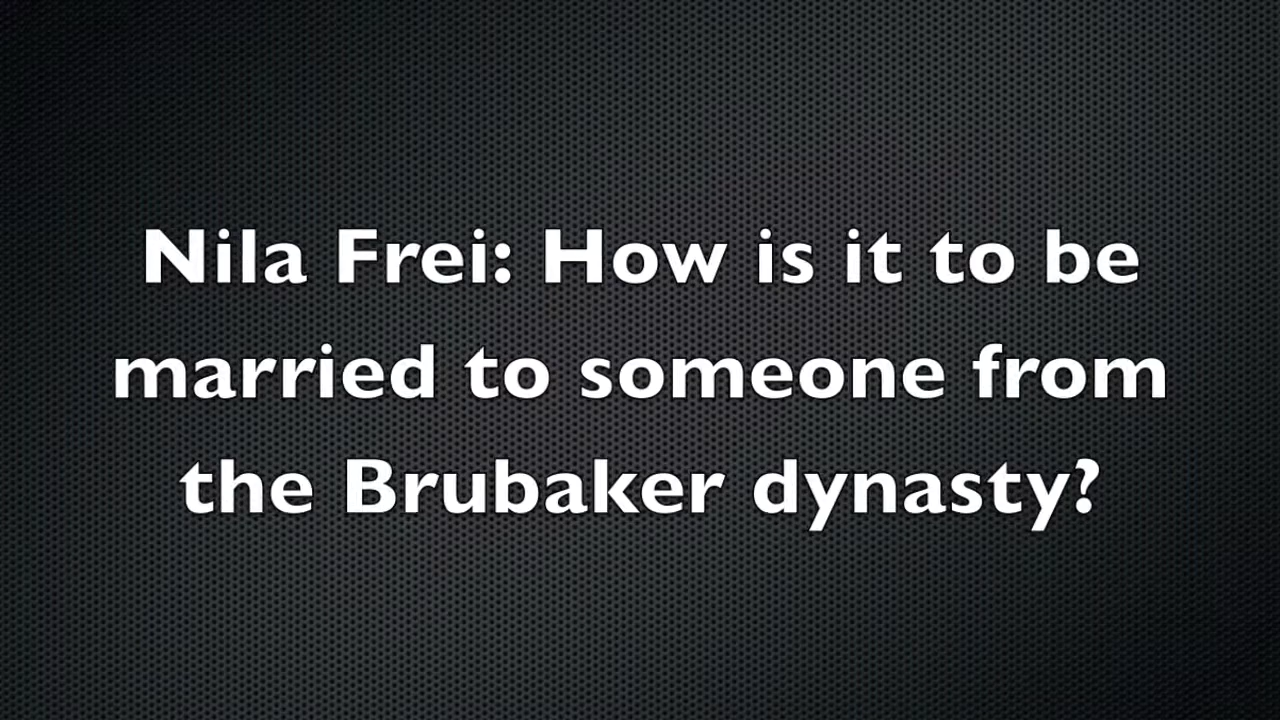 Nila Frei: How is it to be
married to someone from
the Brubaker dynasty?